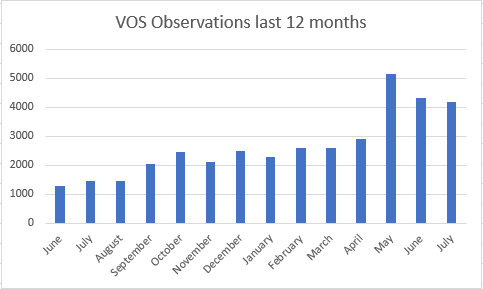 VOS Observations last 12 months
6000
5000
4000
3000
2000
1000
0
June
July
August
September
October
November
December
January
February
March
April
May
June
July